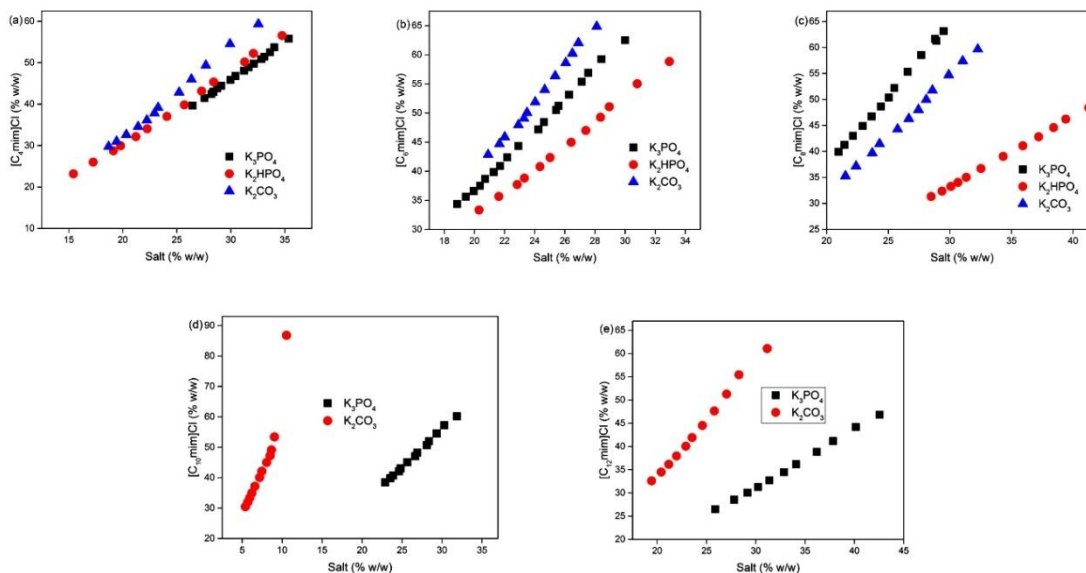 (a)
[C₄mim]Cl (% w/w)
60
50
40
30
20
10
K₃PO₄
K₂HPO₄
K₂CO₃
15 20 25 30 35
Salt (% w/w)
(b)
[C₆mim]Cl (% w/w)
65
60
55
50
45
40
35
30
K₃PO₄
K₂HPO₄
K₂CO₃
18 20 22 24 26 28 30 32 34
Salt (% w/w)
(c)
[C₈mim]Cl (% w/w)
65
60
55
50
45
40
35
30
25
K₃PO₄
K₂HPO₄
K₂CO₃
20 25 30 35 40
Salt (% w/w)
(d)
[C₁₀mim]Cl (% w/w)
90
80
70
60
50
40
30
20
K₃PO₄
K₂CO₃
5 10 15 20 25 30 35
Salt (% w/w)
(e)
[C₁₂mim]Cl (% w/w)
65
60
55
50
45
40
35
30
25
20
K₃PO₄
K₂CO₃
20 25 30 35 40 45
Salt (% w/w)